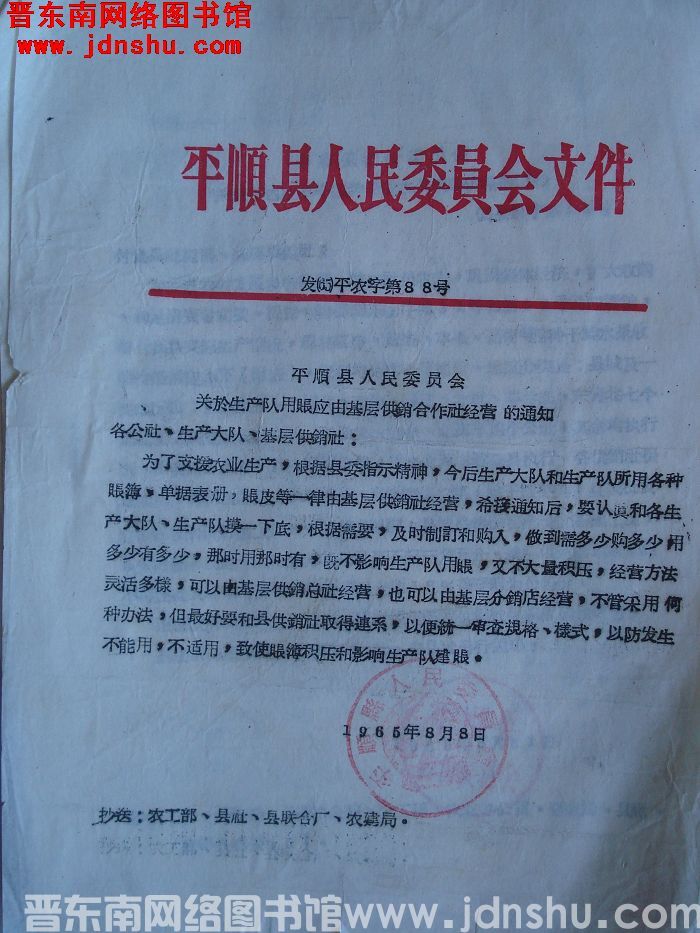 晋东南网络图书馆
www.jdnshu.com
平順县人民委員会文件
发(65)平农字第88号
平順县人民委员会
关於生产队用賬应由基层供銷合作社经营的通知
各公社、生产大队、基层供銷社：
为了支援农业生产，根据县委指示精神，今后生产大队和生产队所用各种
賬簿，单据表册，賬皮等一律由基层供銷社经营，希接通知后，要认眞和各生
产大队、生产队摸一下底，根据需要，及时制訂和购入，做到需多少购多少，用
多少有多少，那时用那时有，既不影响生产队用賬，又不大量积压，经营方法
灵活多樣，可以由基层供銷总社经营，也可以由基层分銷店经营，不管采用何
种办法，但最好要和县供銷社取得連系，以便統一审查規格、樣式，以防发生
不能用，不适用，致使賬簿积压和影响生产队建賬。
1965年8月8日
平順縣人民委員會
抄送：农工部、县社、县联合厂、农建局。
晋东南网络图书馆www.jdnshu.com